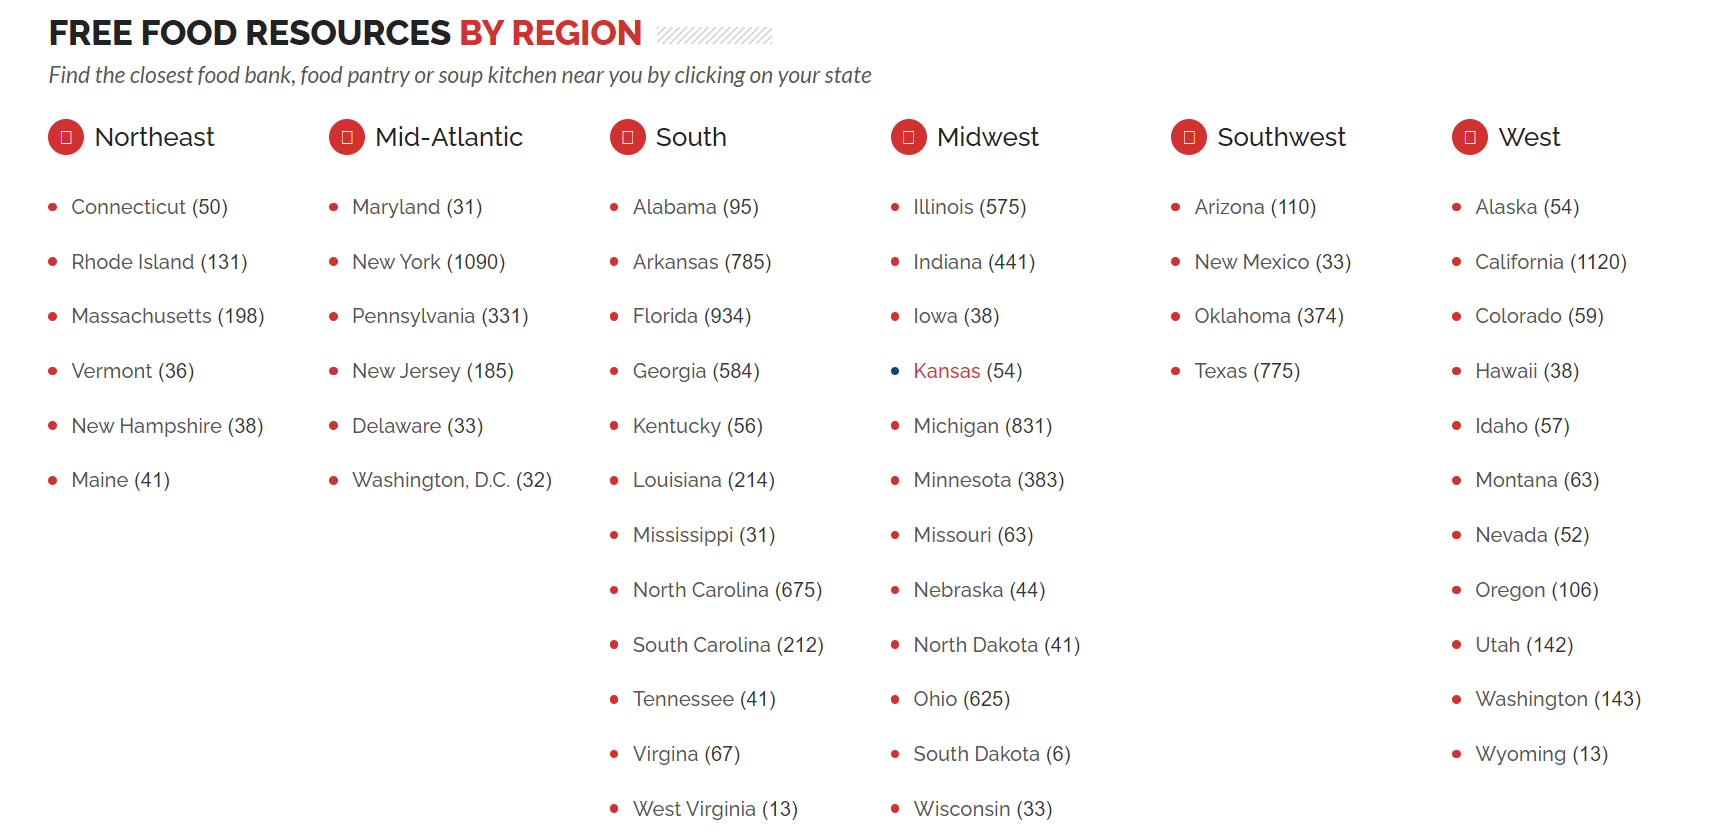 FREE FOOD RESOURCES BY REGION
Find the closest food bank, food pantry or soup kitchen near you by clicking on your state
Northeast
Connecticut (50)
Rhode Island (131)
Massachusetts (198)
Vermont (36)
New Hampshire (38)
Maine (41)
Mid-Atlantic
Maryland (31)
New York (1090)
Pennsylvania (331)
New Jersey (185)
Delaware (33)
Washington, D.C. (32)
South
Alabama (95)
Arkansas (785)
Florida (934)
Georgia (584)
Kentucky (56)
Louisiana (214)
Mississippi (31)
North Carolina (675)
South Carolina (212)
Tennessee (41)
Virgina (67)
West Virginia (13)
Midwest
Illinois (575)
Indiana (441)
Iowa (38)
Kansas (54)
Michigan (831)
Minnesota (383)
Missouri (63)
Nebraska (44)
North Dakota (41)
Ohio (625)
South Dakota (6)
Wisconsin (33)
Southwest
Arizona (110)
New Mexico (33)
Oklahoma (374)
Texas (775)
West
Alaska (54)
California (1120)
Colorado (59)
Hawaii (38)
Idaho (57)
Montana (63)
Nevada (52)
Oregon (106)
Utah (142)
Washington (143)
Wyoming (13)